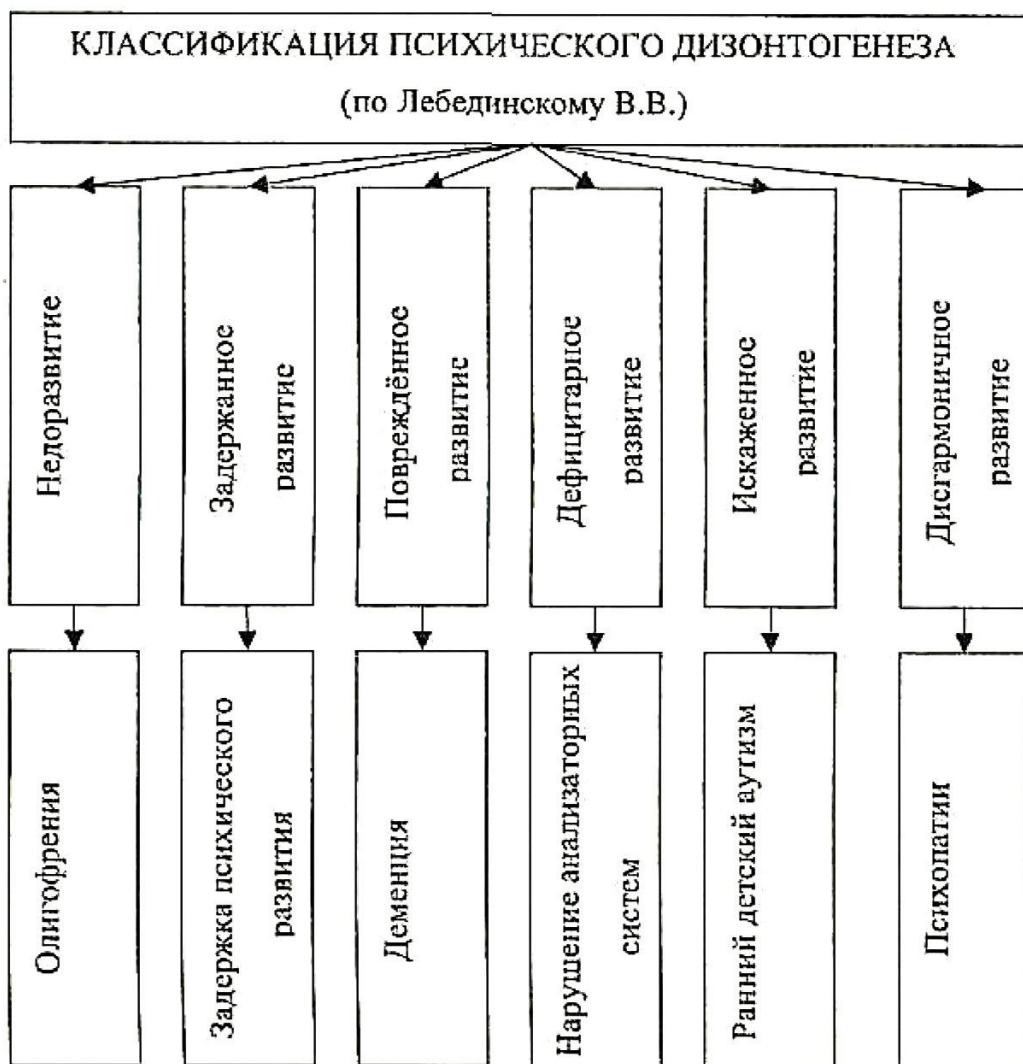 КЛАССИФИКАЦИЯ ПСИХИЧЕСКОГО ДИЗОНТОГЕНЕЗА
(по Лебединскому В.В.)
Недоразвитие
Задержанное
развитие
Повреждённое
развитие
Дефицитарное
развитие
Искаженное
развитие
Дисгармоничное
развитие
Олигофрения
Задержка психического
развития
Деменция
Нарушение анализаторных
систем
Ранний детский аутизм
Психопатии